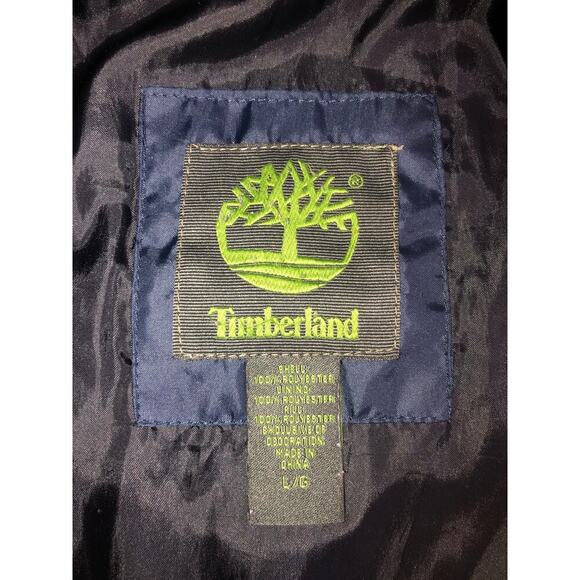 ®
Timberland
SHELL:
100% POLYESTER
LINING:
100% POLYESTER
FILL:
100% POLYESTER
EXCLUSIVE OF
DECORATION
MADE IN
CHINA
L/G